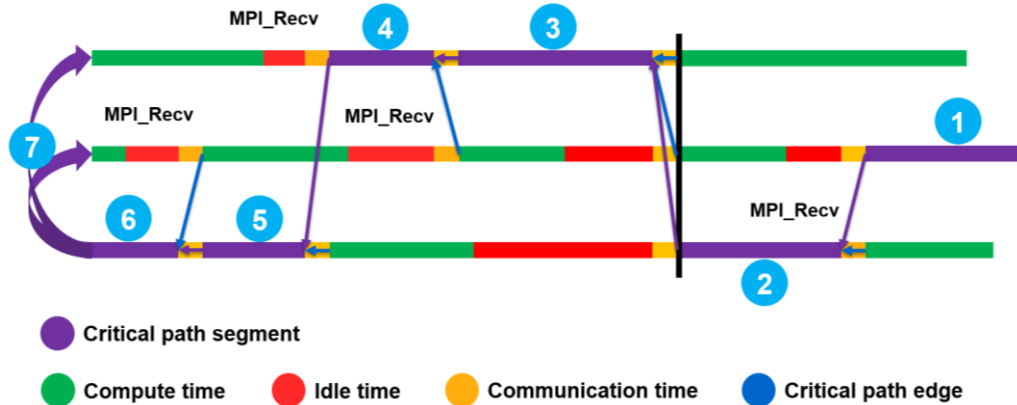 MPI_Recv
4
3
MPI_Recv
MPI_Recv
7
1
6
5
MPI_Recv
2
Critical path segment
Compute time
Idle time
Communication time
Critical path edge